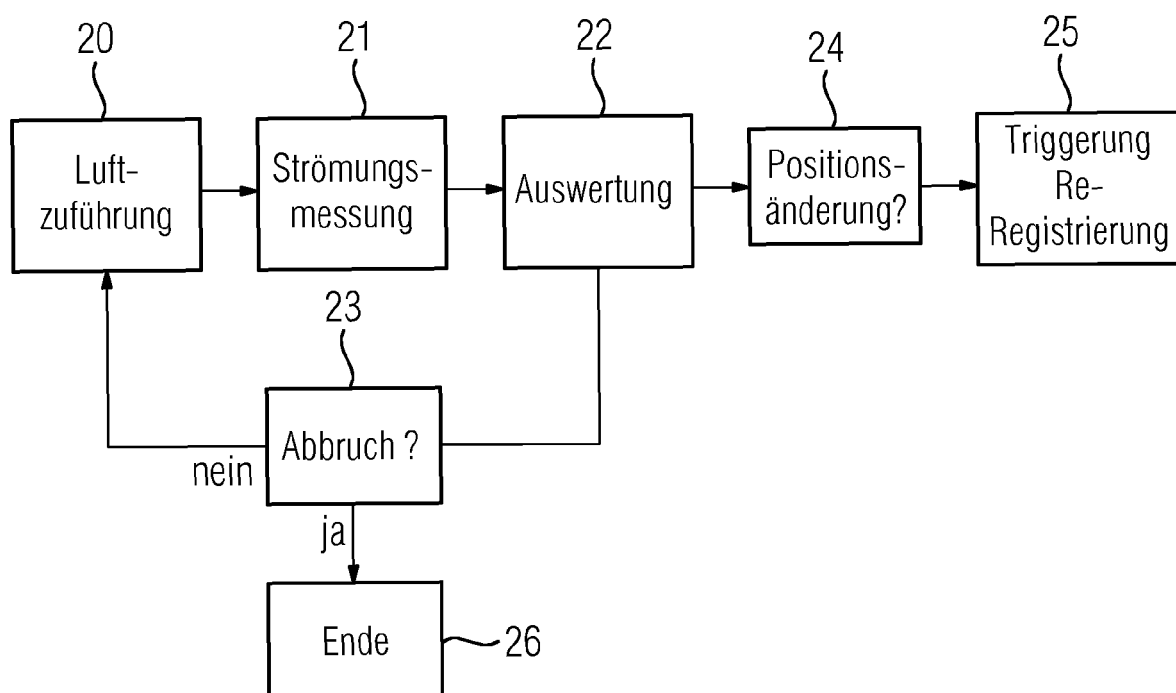 20
21
22
24
25
Luft-
zuführung
Strömungs-
messung
Auswertung
Positions-
änderung?
Triggerung
Re-
Registrierung
23
Abbruch ?
nein
ja
Ende
26